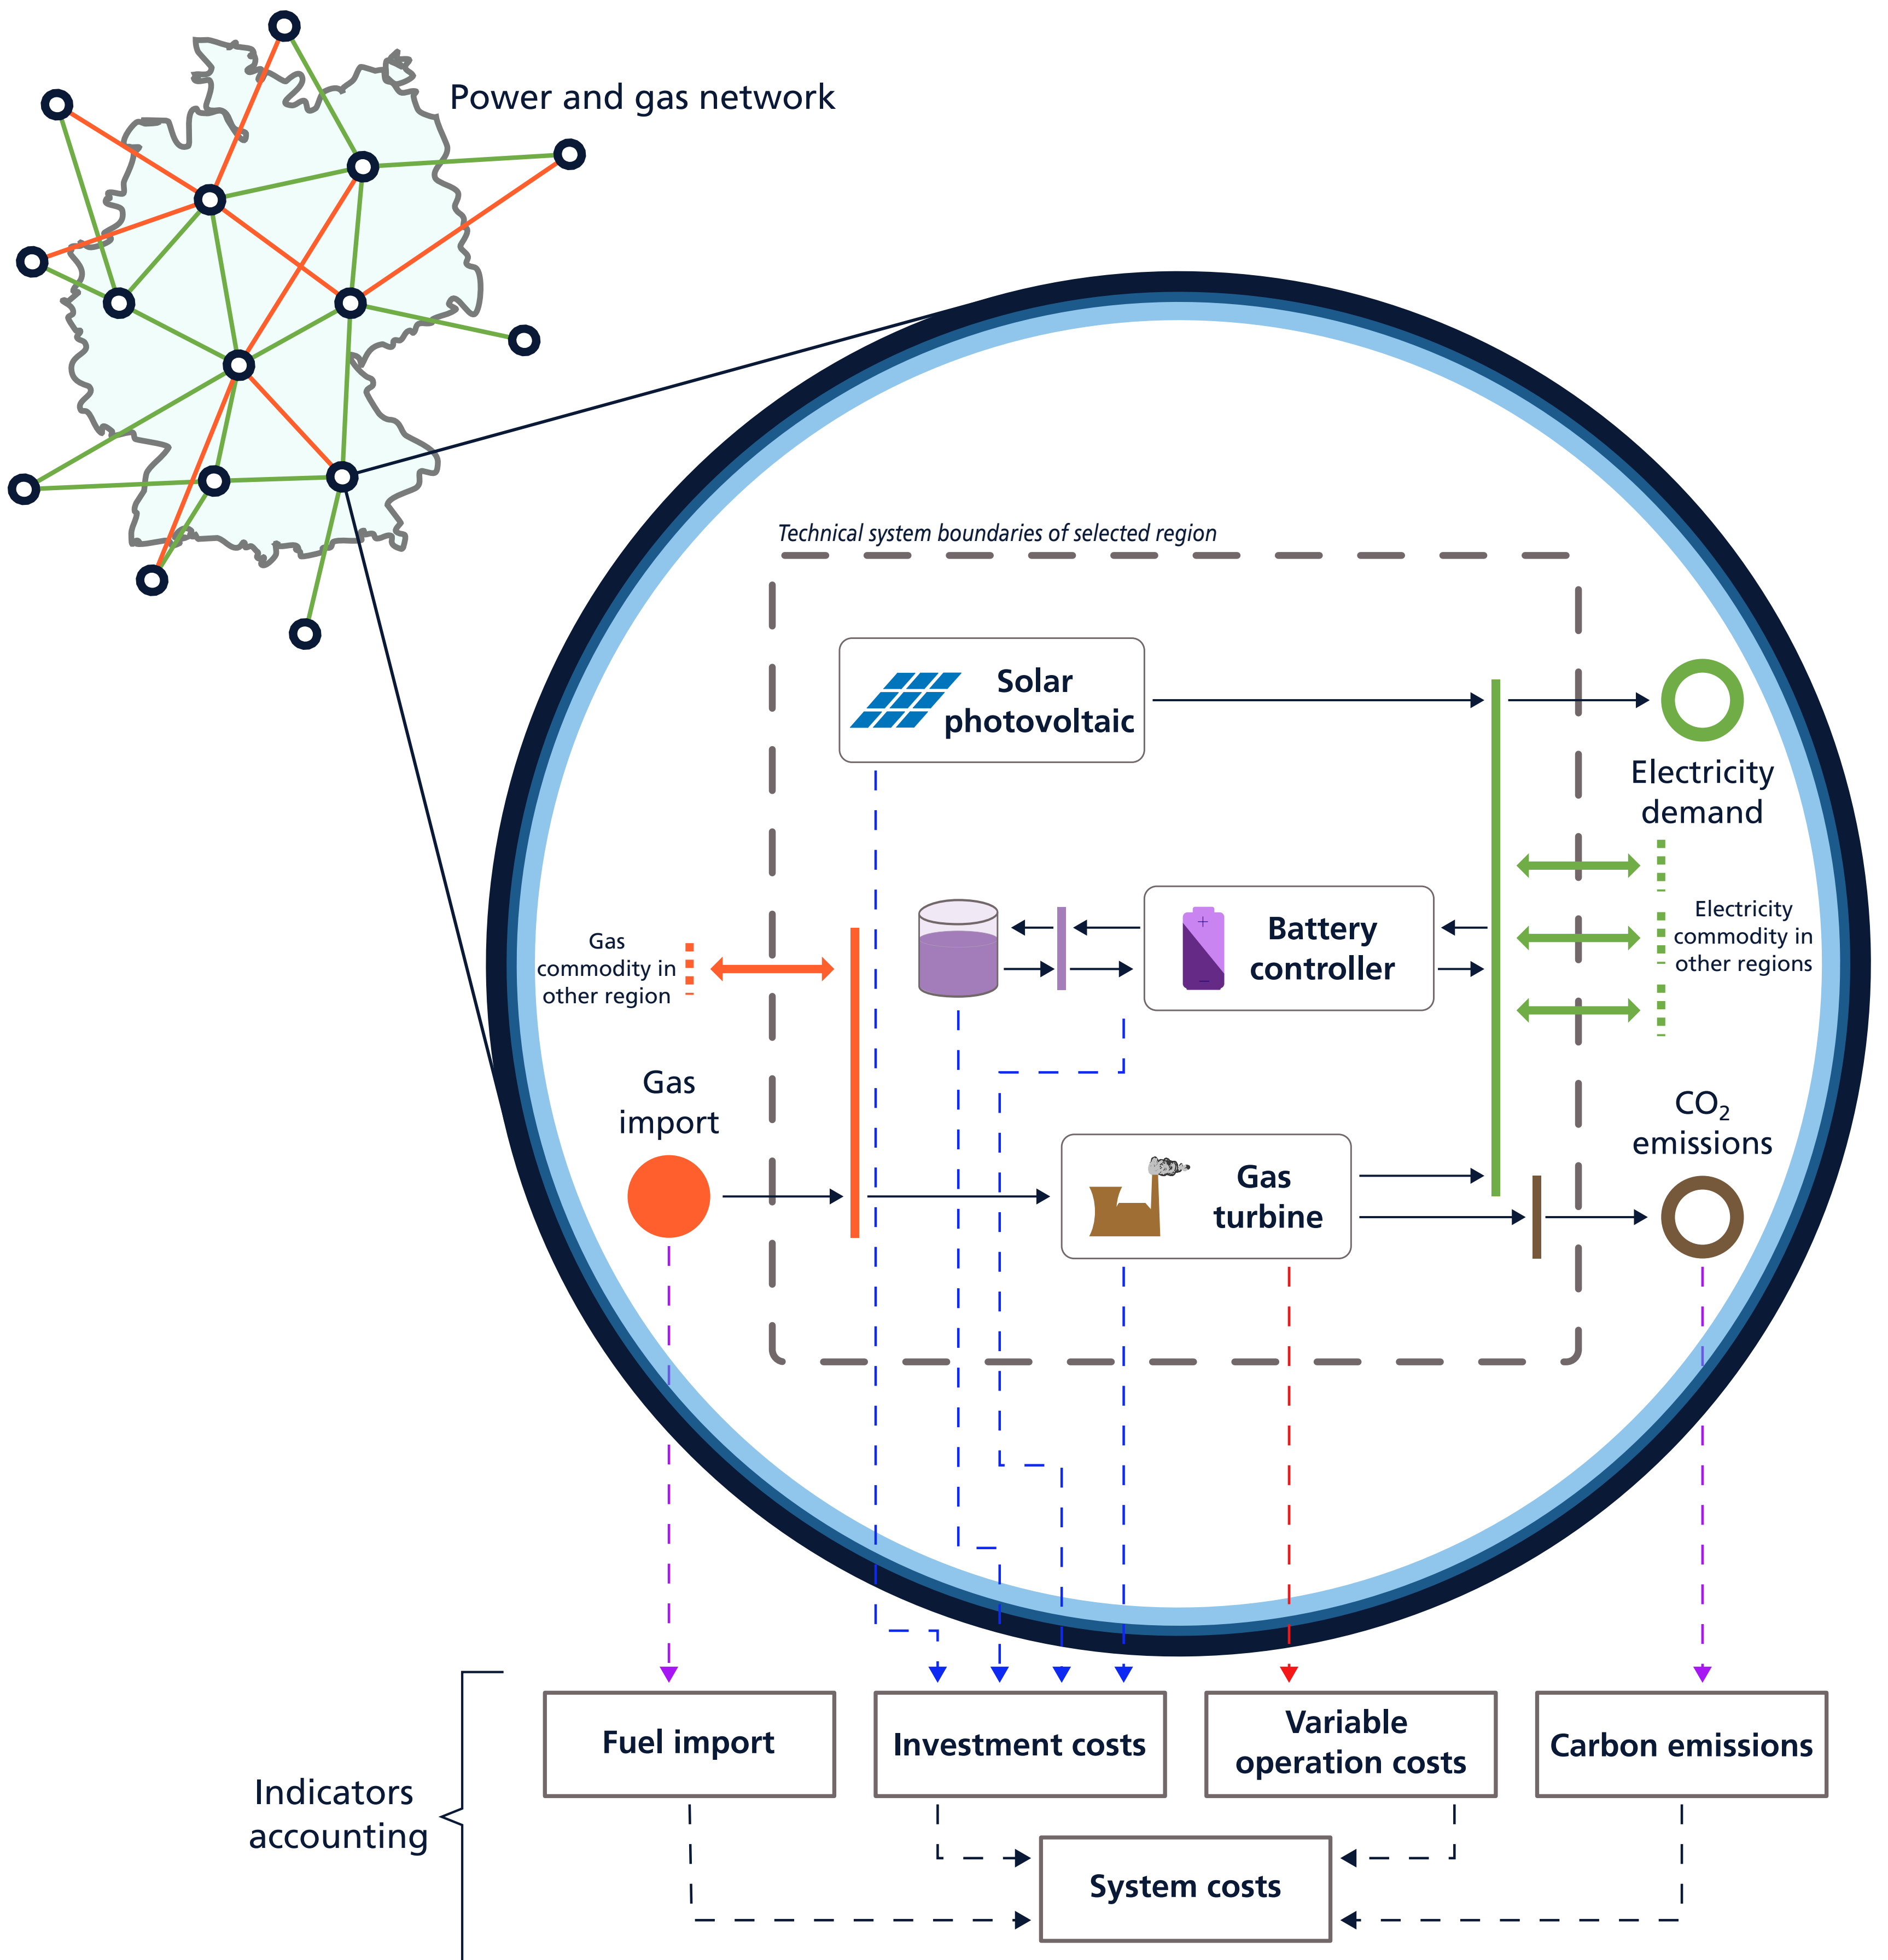 Power and gas network
Technical system boundaries of selected region
Solar
photovoltaic
Electricity
demand
Gas
commodity in
other region
+
Battery
controller
−
Electricity
commodity in
other regions
Gas
import
Gas
turbine
CO₂
emissions
Indicators
accounting
Fuel import
Investment costs
Variable
operation costs
Carbon emissions
System costs